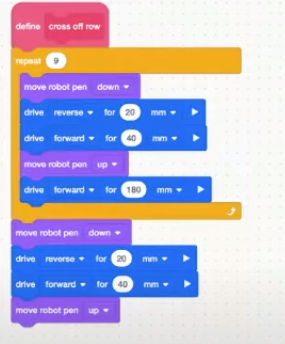 define cross off row
repeat 9
move robot pen down
drive reverse for 20 mm
drive forward for 40 mm
move robot pen up
drive forward for 180 mm
move robot pen down
drive reverse for 20 mm
drive forward for 40 mm
move robot pen up